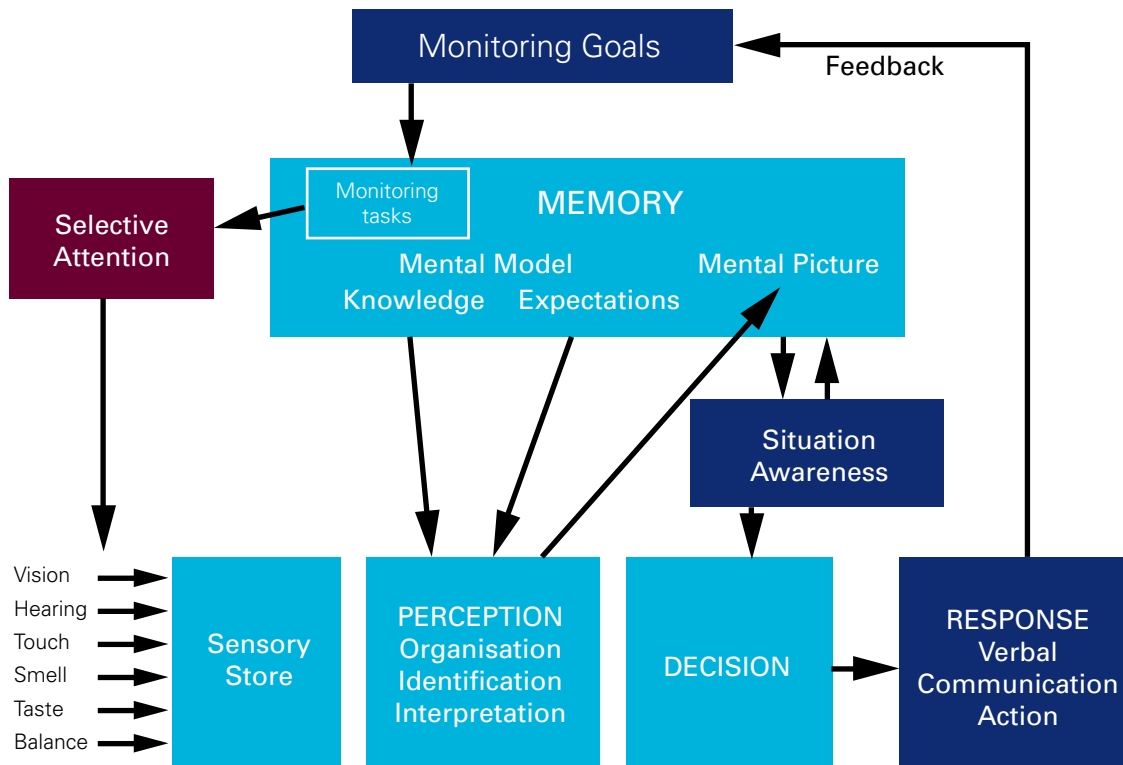 Monitoring Goals
Feedback
Monitoring
tasks
MEMORY
Selective
Attention
Mental Model
Mental Picture
Knowledge
Expectations
Situation
Awareness
Vision
Hearing
Touch
Smell
Taste
Balance
Sensory
Store
PERCEPTION
Organisation
Identification
Interpretation
DECISION
RESPONSE
Verbal
Communication
Action